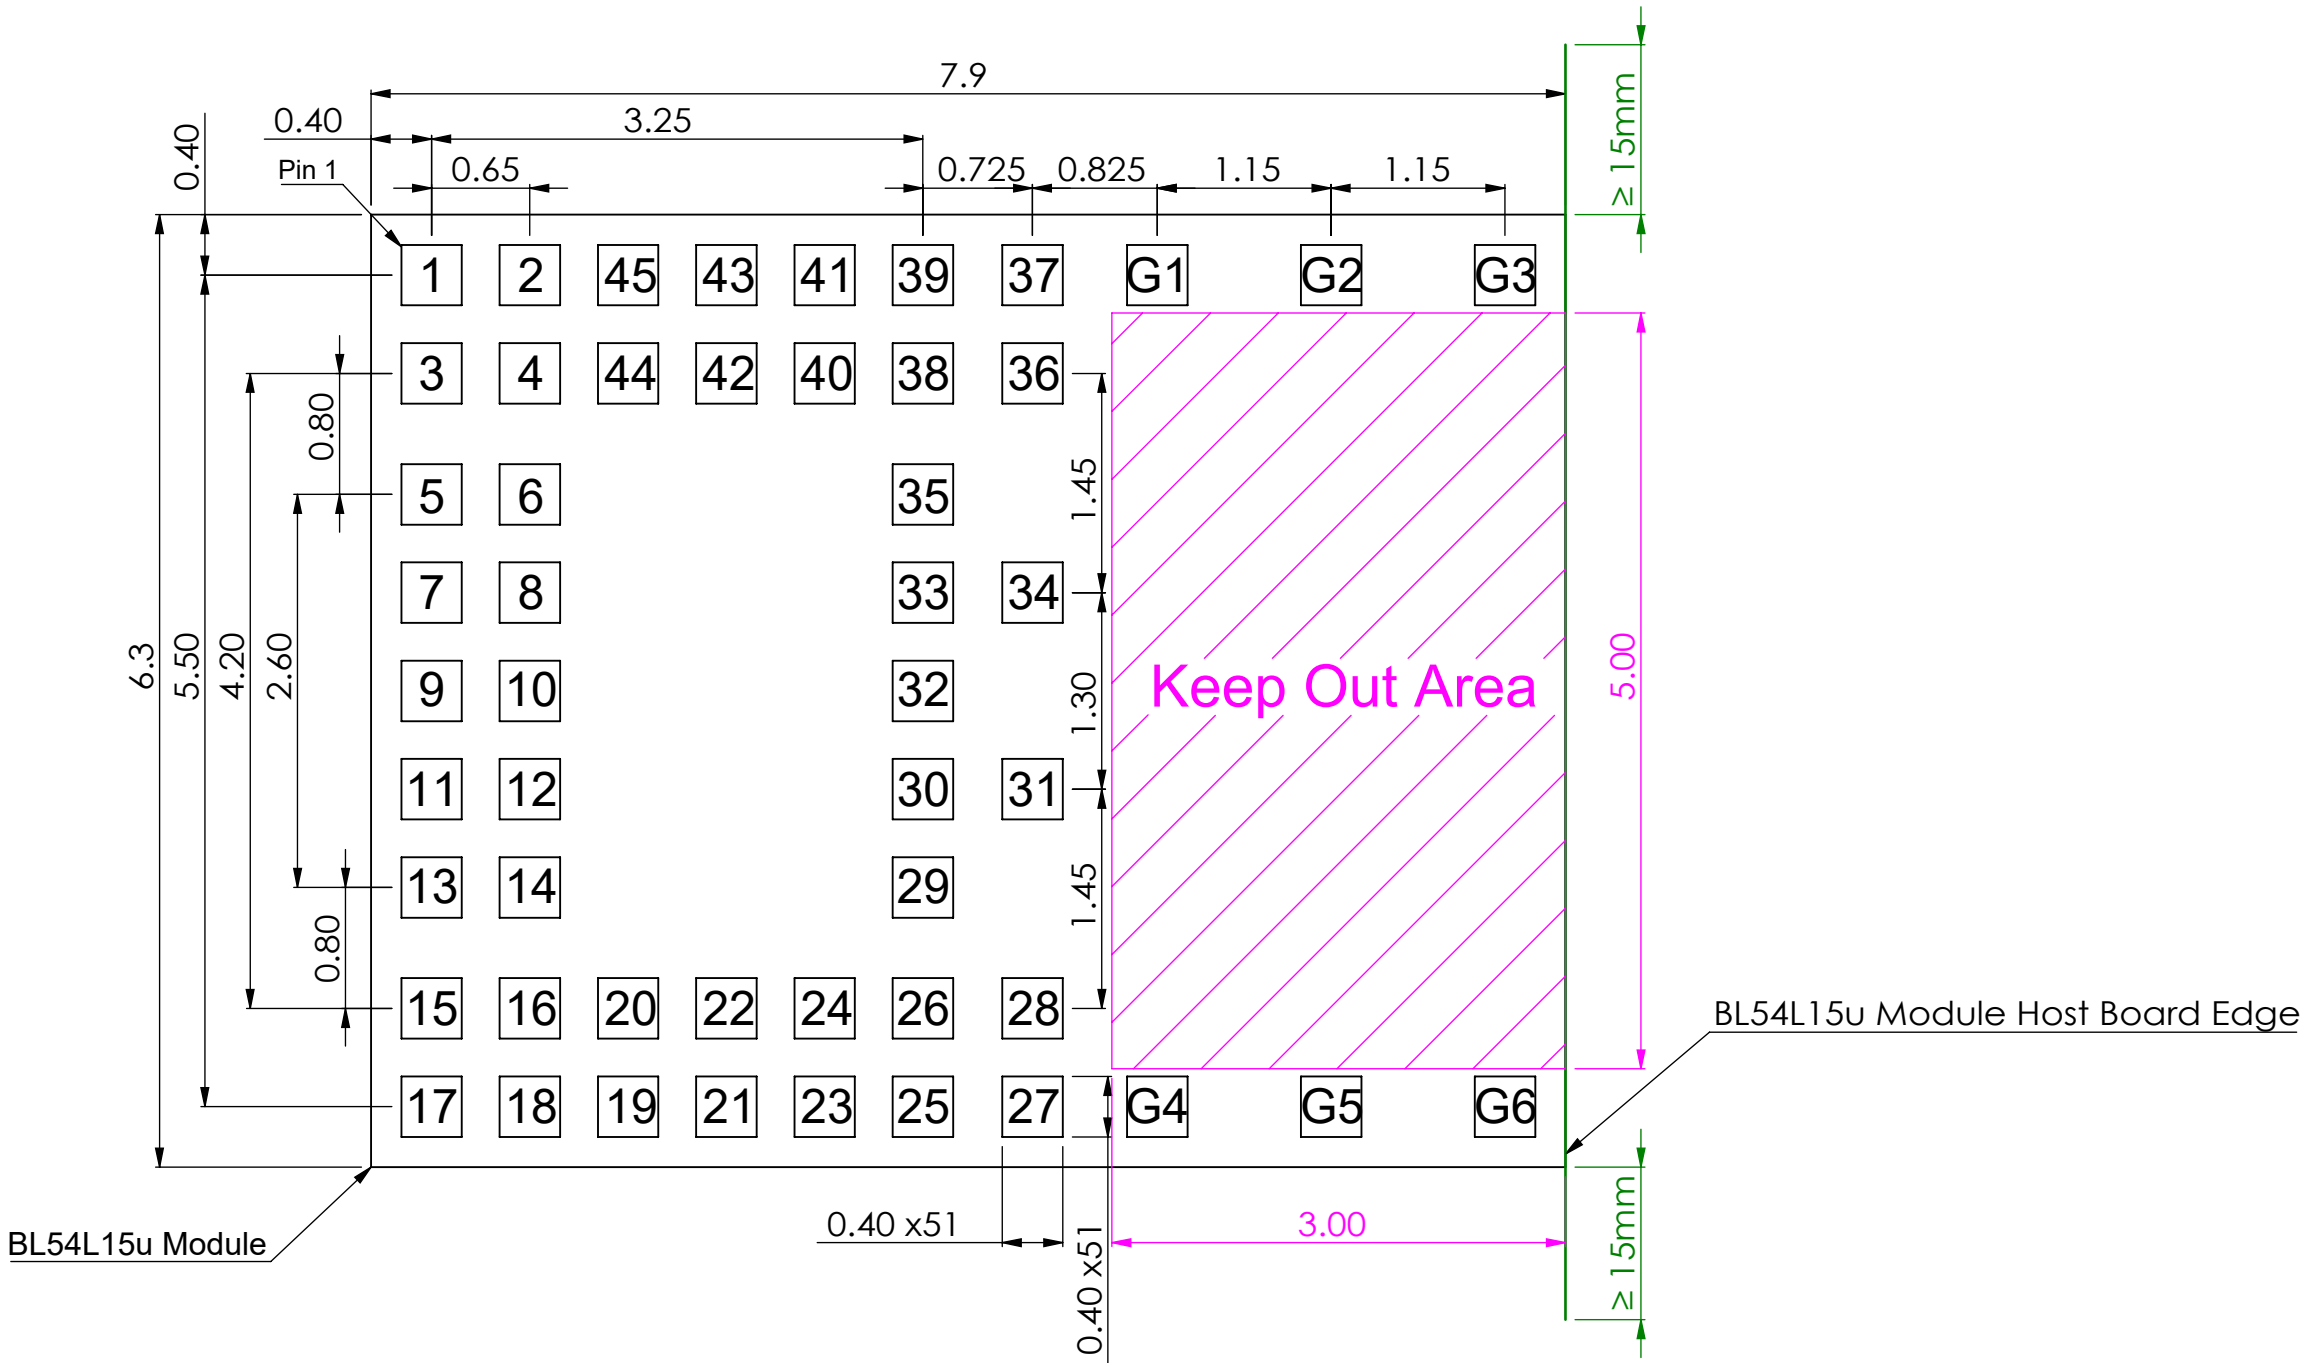 7.9
≥ 15mm
0.40
3.25
0.40
Pin 1
0.65
0.725
0.825
1.15
1.15
1 2 45 43 41 39 37 G1 G2 G3
3 4 44 42 40 38 36
0.80
1.45
5 6 35
7 8 33 34
6.3
5.50
4.20
2.60
9 10 32
1.30
Keep Out Area
5.00
11 12 30 31
13 14 29
1.45
0.80
15 16 20 22 24 26 28
BL54L15u Module Host Board Edge
17 18 19 21 23 25 27 G4 G5 G6
0.40 x51
0.40 x51
3.00
≥ 15mm
BL54L15u Module